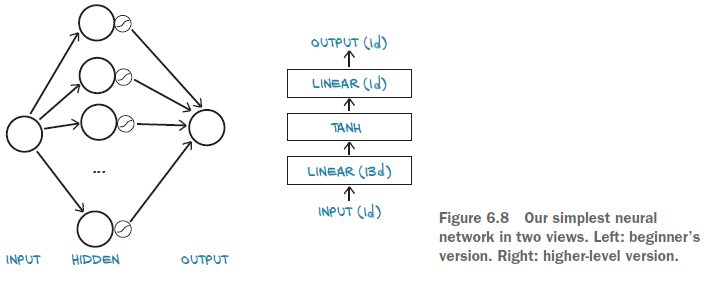 ...
INPUT HIDDEN OUTPUT
OUTPUT (1d)
LINEAR (1d)
TANH
LINEAR (13d)
INPUT (1d)
Figure 6.8 Our simplest neural
network in two views. Left: beginner's
version. Right: higher-level version.